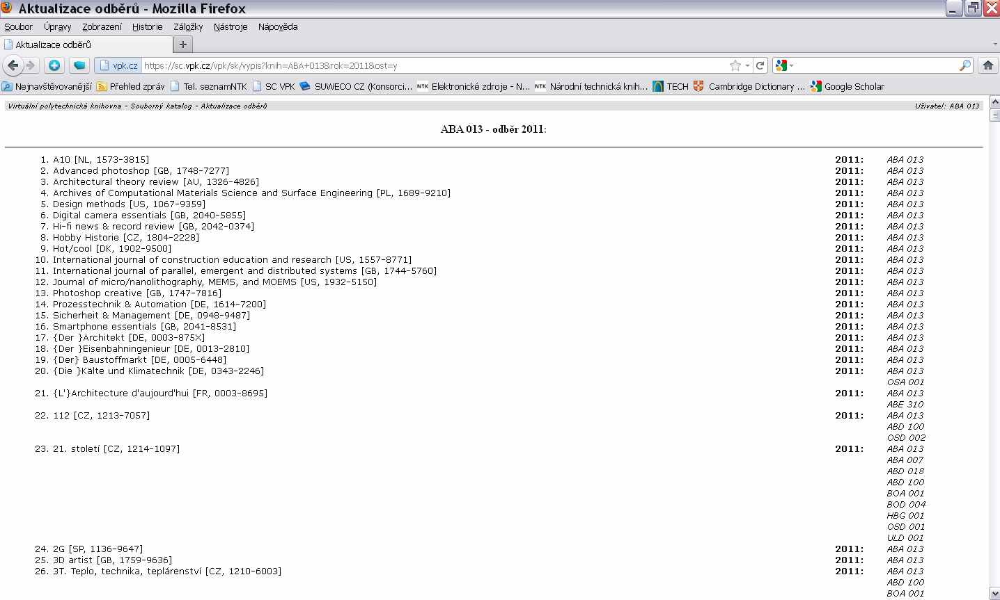 Aktualizace odběrů - Mozilla Firefox
Soubor Úpravy Zobrazení Historie Záložky Nástroje Nápověda
Aktualizace odběrů
vpk.cz https://sc.vpk.cz/vpk/sk/vypis?knih=ABA+013&rok=2011&ost=y
Nejnavštěvovanější Přehled zpráv Tel. seznamNTK SC VPK SUWECO CZ (Konsorci... NTK Elektronické zdroje - N... NTK Národní technická knih... TECH Cambridge Dictionary ... Google Scholar
Virtuální polytechnická knihovna - Souborný katalog - Aktualizace odběrů Uživatel: ABA 013
ABA 013 - odběr 2011:
1. A10 [NL, 1573-3815] 2011: ABA 013
2. Advanced photoshop [GB, 1748-7277] 2011: ABA 013
3. Architectural theory review [AU, 1326-4826] 2011: ABA 013
4. Archives of Computational Materials Science and Surface Engineering [PL, 1689-9210] 2011: ABA 013
5. Design methods [US, 1067-9359] 2011: ABA 013
6. Digital camera essentials [GB, 2040-5855] 2011: ABA 013
7. Hi-fi news & record review [GB, 2042-0374] 2011: ABA 013
8. Hobby Historie [CZ, 1804-2228] 2011: ABA 013
9. Hot/cool [DK, 1902-9500] 2011: ABA 013
10. International journal of construction education and research [US, 1557-8771] 2011: ABA 013
11. International journal of parallel, emergent and distributed systems [GB, 1744-5760] 2011: ABA 013
12. Journal of micro/nanolithography, MEMS, and MOEMS [US, 1932-5150] 2011: ABA 013
13. Photoshop creative [GB, 1747-7816] 2011: ABA 013
14. Prozesstechnik & Automation [DE, 1614-7200] 2011: ABA 013
15. Sicherheit & Management [DE, 0948-9487] 2011: ABA 013
16. Smartphone essentials [GB, 2041-8531] 2011: ABA 013
17. {Der }Architekt [DE, 0003-875X] 2011: ABA 013
18. {Der }Eisenbahningenieur [DE, 0013-2810] 2011: ABA 013
19. {Der} Baustoffmarkt [DE, 0005-6448] 2011: ABA 013
20. {Die }Kälte und Klimatechnik [DE, 0343-2246] 2011: ABA 013
OSA 001
21. {L'}Architecture d'aujourd'hui [FR, 0003-8695] 2011: ABA 013
ABE 310
22. 112 [CZ, 1213-7057] 2011: ABA 013
ABD 100
OSD 002
23. 21. století [CZ, 1214-1097] 2011: ABA 013
ABA 007
ABD 018
ABD 100
BOA 001
BOD 004
HBG 001
OSD 001
ULD 001
24. 2G [SP, 1136-9647] 2011: ABA 013
25. 3D artist [GB, 1759-9636] 2011: ABA 013
26. 3T. Teplo, technika, teplárenství [CZ, 1210-6003] 2011: ABA 013
ABD 100
BOA 001